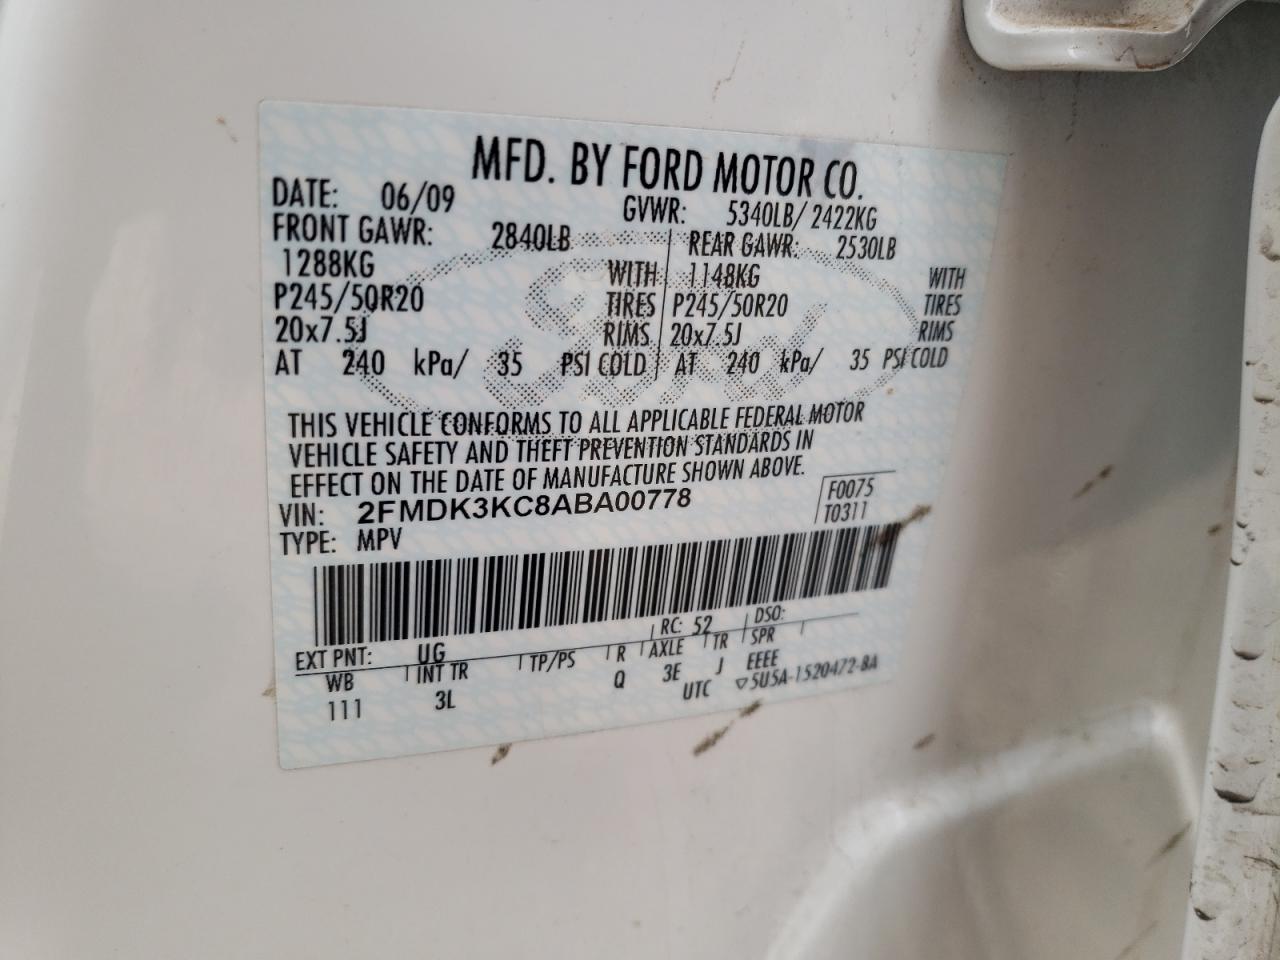 MFD. BY FORD MOTOR CO.
DATE: 06/09 GVWR: 5340LB/ 2422KG
FRONT GAWR: 2840LB REAR GAWR: 2530LB
1288KG WITH 1148KG WITH
P245/50R20 TIRES P245/50R20 TIRES
20x7.5J RIMS 20x7.5J RIMS
AT 240 kPa/ 35 PSI COLD AT 240 kPa/ 35 PSI COLD
Ford
THIS VEHICLE CONFORMS TO ALL APPLICABLE FEDERAL MOTOR
VEHICLE SAFETY AND THEFT PREVENTION STANDARDS IN
EFFECT ON THE DATE OF MANUFACTURE SHOWN ABOVE.
VIN: 2FMDK3KC8ABA00778 F0075
TYPE: MPV T0311
EXT PNT: UG RC: 52 DSO:
WB INT TR TP/PS R AXLE TR SPR
111 3L Q 3E J EEEE
UTC ▽5U5A-1520472-BA